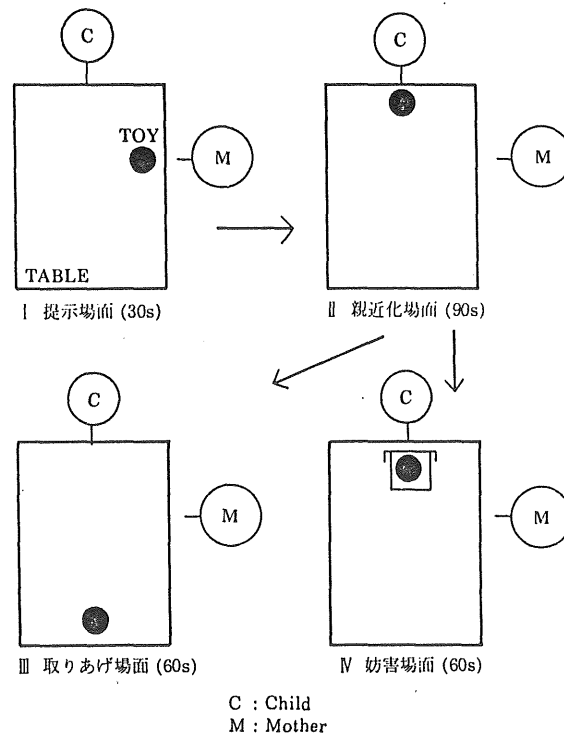 C
C
TOY
M
M
TABLE
Ⅰ 提示場面 (30s)
Ⅱ 親近化場面 (90s)
C
C
M
M
Ⅲ 取りあげ場面 (60s)
Ⅳ 妨害場面 (60s)
C : Child
M : Mother